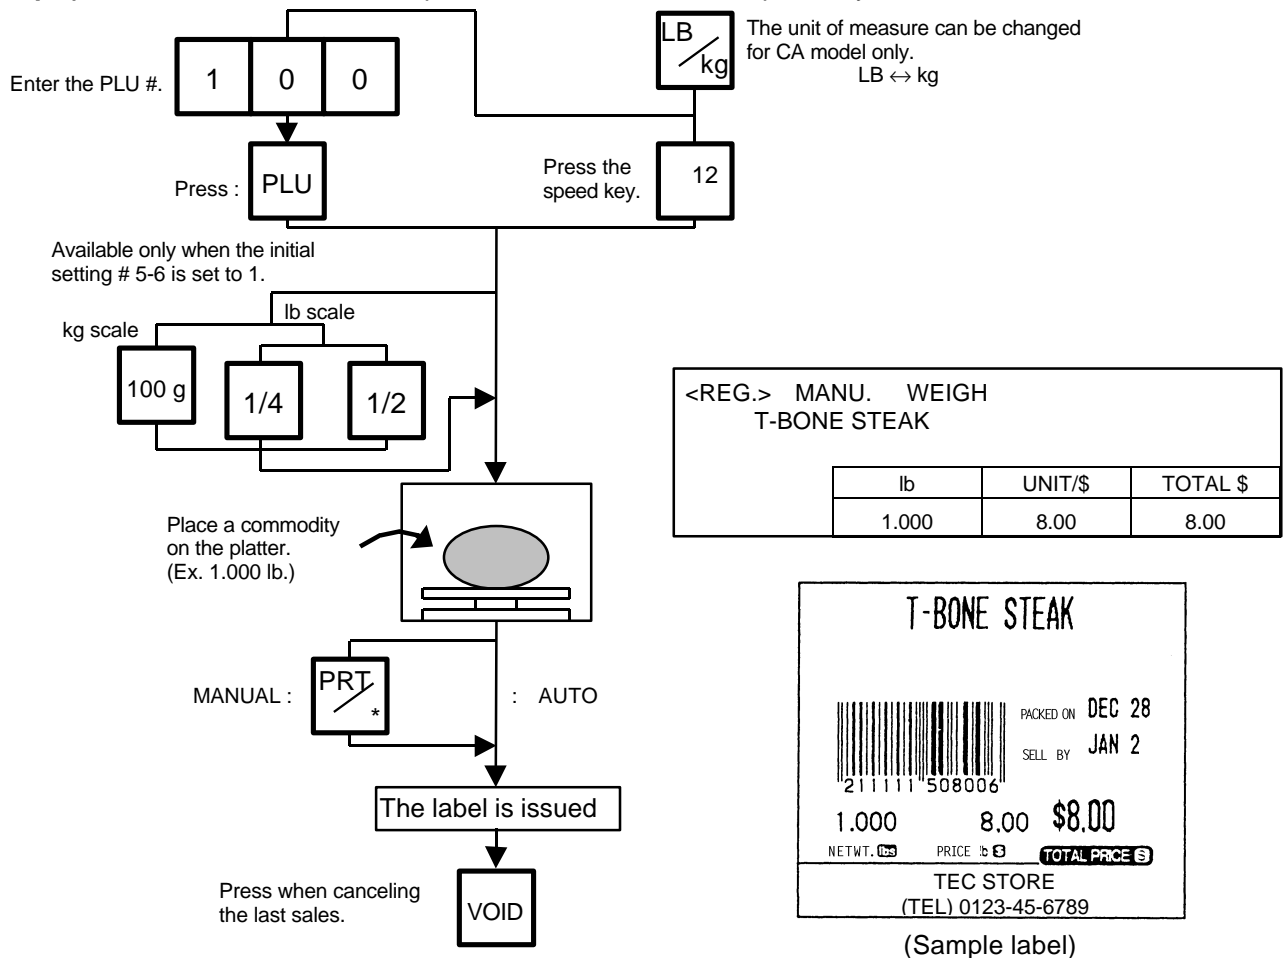 LB/kg
The unit of measure can be changed
for CA model only.
LB ↔ kg
Enter the PLU #.
1 0 0
Press :
PLU
Press the
speed key.
12
Available only when the initial
setting # 5-6 is set to 1.
kg scale
lb scale
100 g
1/4
1/2
<REG.> MANU. WEIGH
T-BONE STEAK
lb UNIT/$ TOTAL $
1.000 8.00 8.00
Place a commodity
on the platter.
(Ex. 1.000 lb.)
MANUAL :
PRT/*
: AUTO
The label is issued
Press when canceling
the last sales.
VOID
T-BONE STEAK
PACKED ON DEC 28
SELL BY JAN 2
211111 508006
1.000 8.00 $8.00
NETWT. lbs PRICE lb $ TOTAL PRICE $
TEC STORE
(TEL) 0123-45-6789
(Sample label)